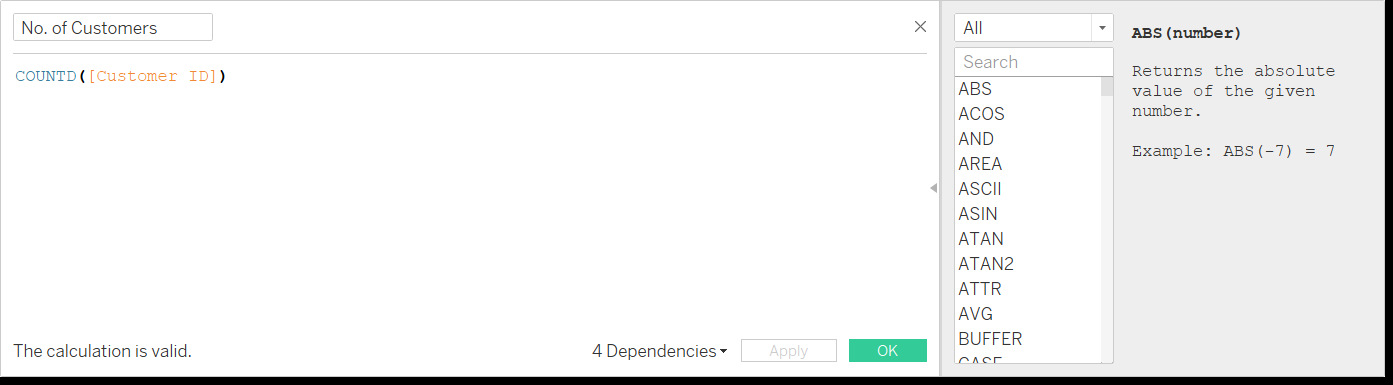 No. of Customers
COUNTD([Customer ID])
The calculation is valid.
4 Dependencies
Apply
OK
All
Search
ABS
ACOS
AND
AREA
ASCII
ASIN
ATAN
ATAN2
ATTR
AVG
BUFFER
CASE
ABS(number)
Returns the absolute
value of the given
number.
Example: ABS(-7) = 7